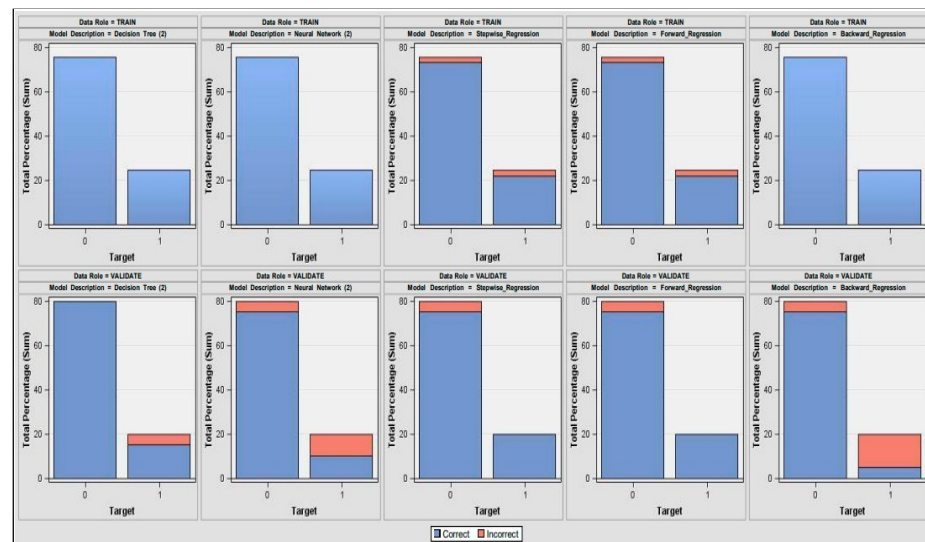 Data Role = TRAIN
Model Description = Decision Tree (2)
Total Percentage (Sum)
80
60
40
20
0
0 1
Target
Data Role = TRAIN
Model Description = Neural Network (2)
Total Percentage (Sum)
80
60
40
20
0
0 1
Target
Data Role = TRAIN
Model Description = Stepwise_Regression
Total Percentage (Sum)
80
60
40
20
0
0 1
Target
Data Role = TRAIN
Model Description = Forward_Regression
Total Percentage (Sum)
80
60
40
20
0
0 1
Target
Data Role = TRAIN
Model Description = Backward_Regression
Total Percentage (Sum)
80
60
40
20
0
0 1
Target
Data Role = VALIDATE
Model Description = Decision Tree (2)
Total Percentage (Sum)
80
60
40
20
0
0 1
Target
Data Role = VALIDATE
Model Description = Neural Network (2)
Total Percentage (Sum)
80
60
40
20
0
0 1
Target
Data Role = VALIDATE
Model Description = Stepwise_Regression
Total Percentage (Sum)
80
60
40
20
0
0 1
Target
Data Role = VALIDATE
Model Description = Forward_Regression
Total Percentage (Sum)
80
60
40
20
0
0 1
Target
Data Role = VALIDATE
Model Description = Backward_Regression
Total Percentage (Sum)
80
60
40
20
0
0 1
Target
Correct Incorrect